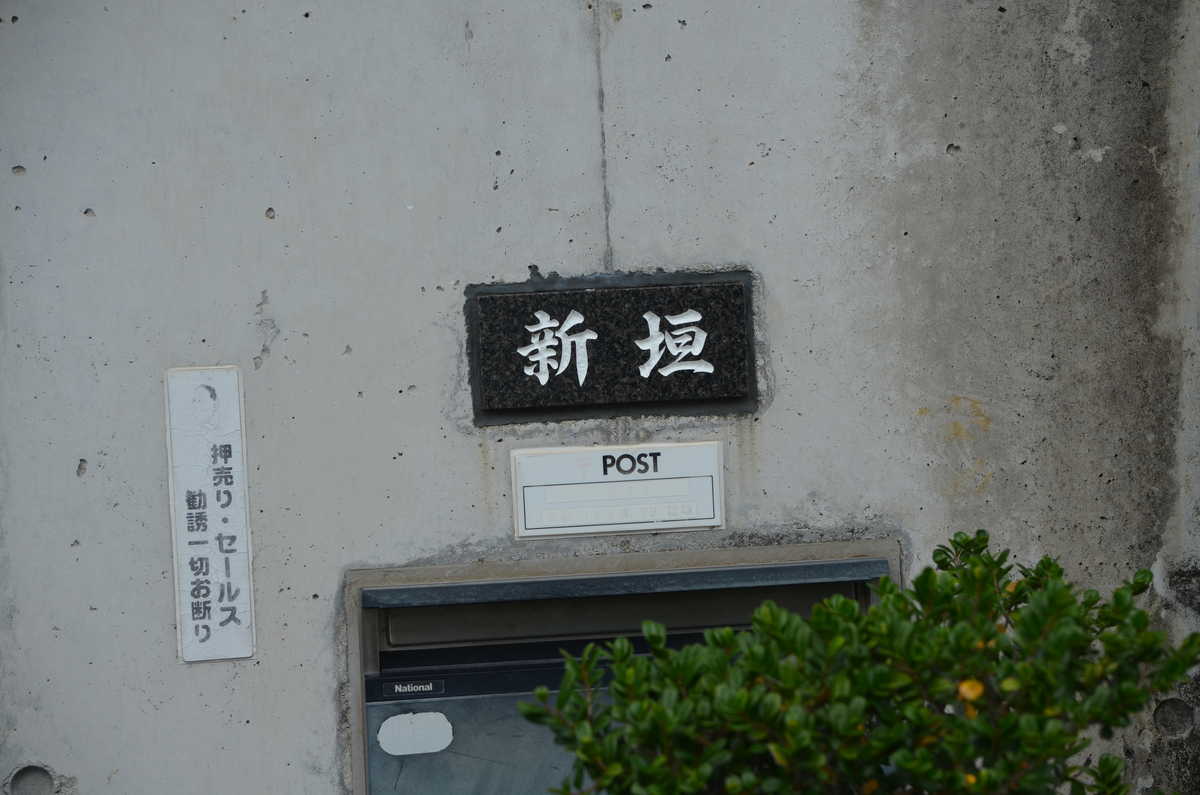 新垣
POST
押売り・セールス
勧誘一切お断り
National